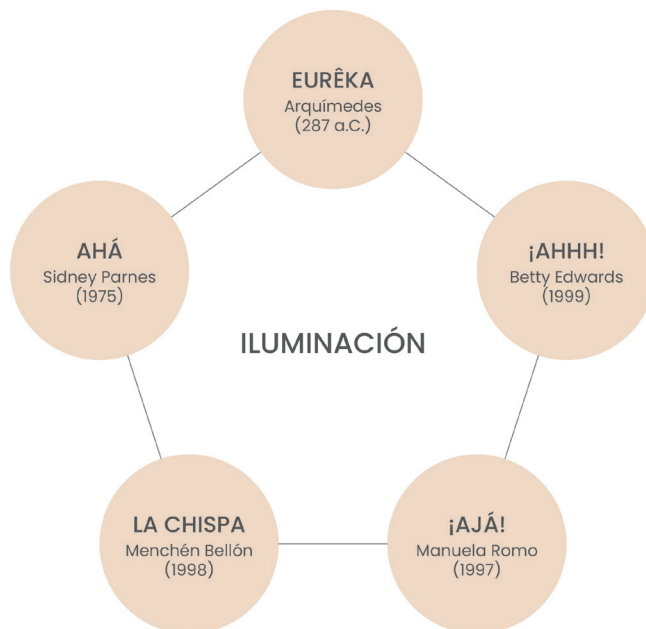 EURÊKA
Arquímedes
(287 a.C.)
AHÁ
Sidney Parnes
(1975)
¡AHHH!
Betty Edwards
(1999)
ILUMINACIÓN
LA CHISPA
Menchén Bellón
(1998)
¡AJÁ!
Manuela Romo
(1997)